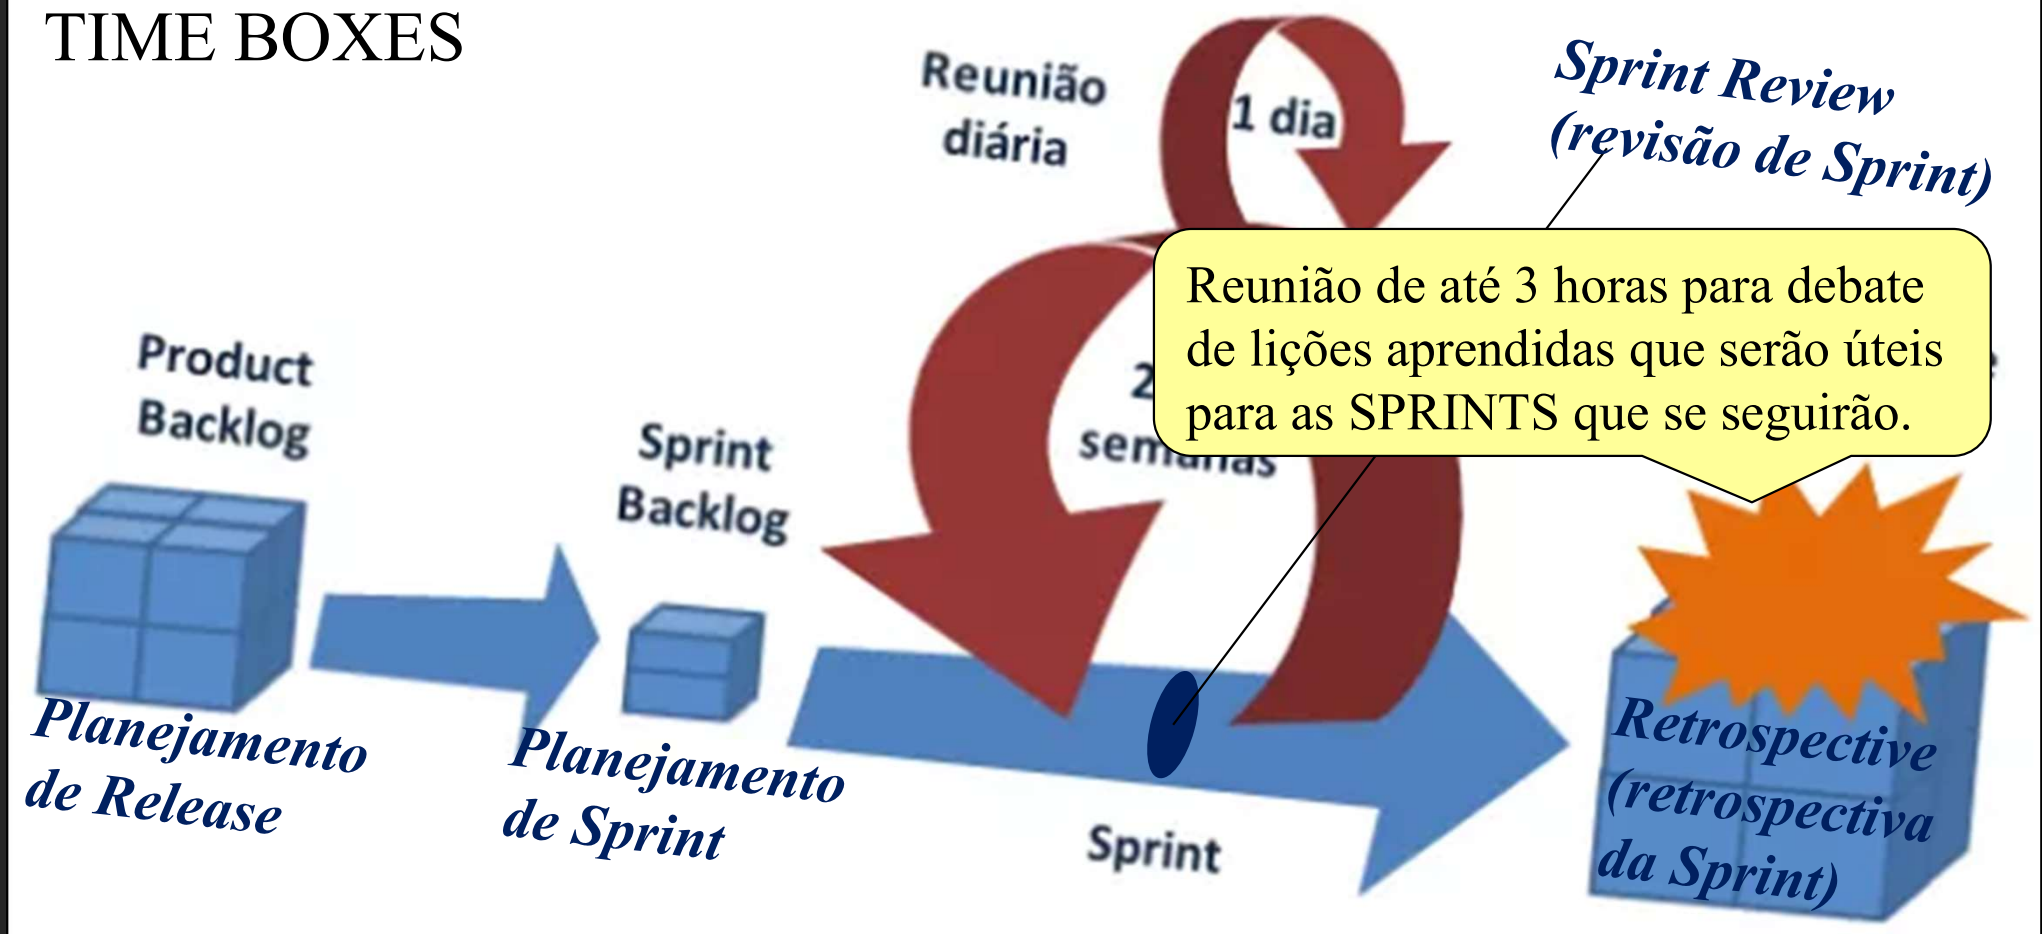 TIME BOXES
Reunião
diária
1 dia
Sprint Review
(revisão de Sprint)
Reunião de até 3 horas para debate
de lições aprendidas que serão úteis
para as SPRINTS que se seguirão.
Product
Backlog
Sprint
Backlog
2
semanas
Planejamento
de Release
Planejamento
de Sprint
Sprint
Retrospective
(retrospectiva
da Sprint)